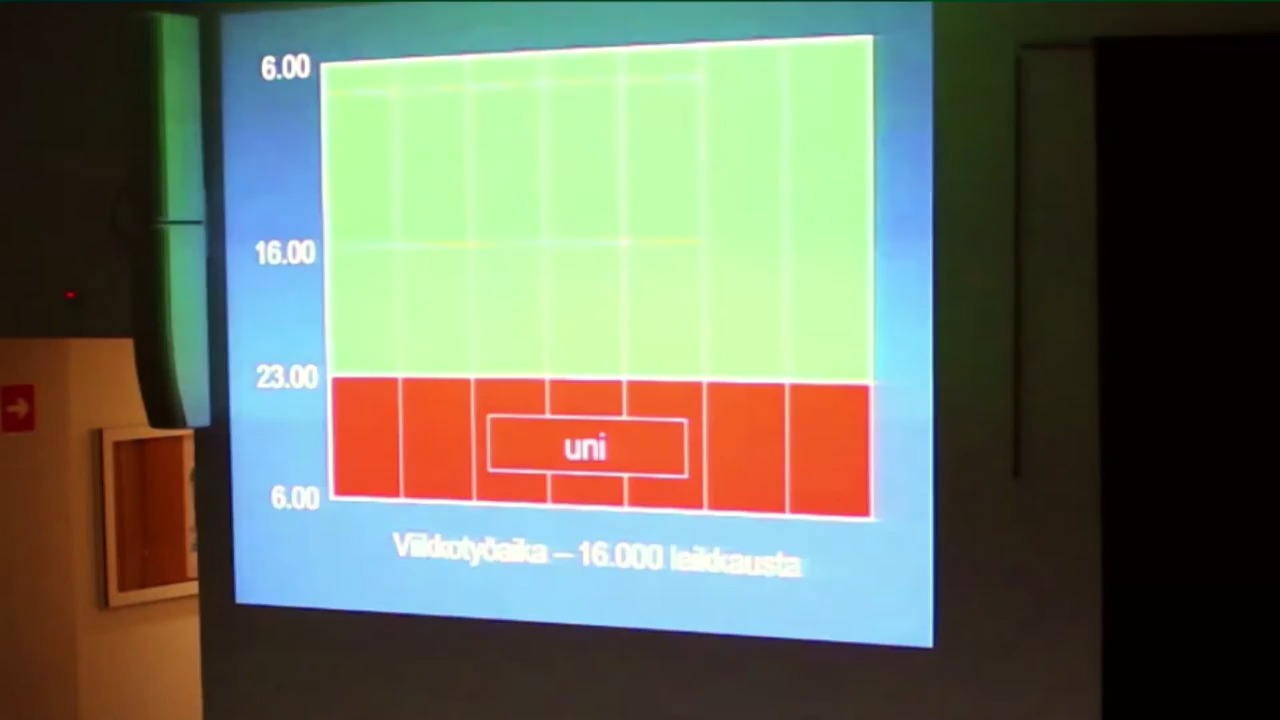 6.00
16.00
23.00
uni
6.00
Viikkotyöaika – 16.000 leikkausta